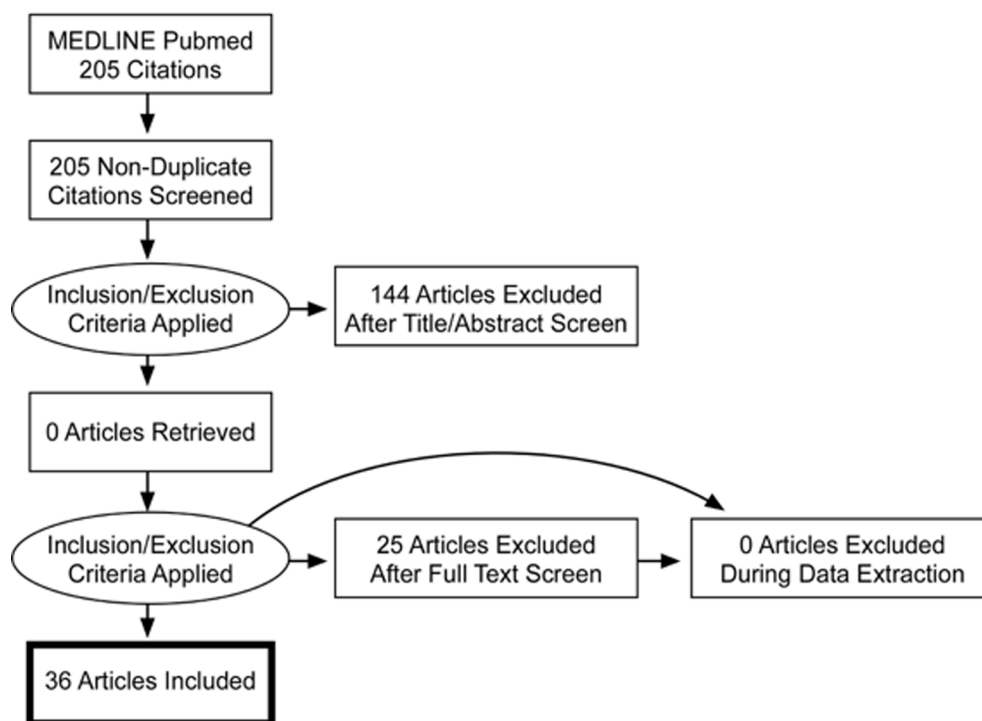 MEDLINE Pubmed
205 Citations
205 Non-Duplicate
Citations Screened
Inclusion/Exclusion
Criteria Applied
144 Articles Excluded
After Title/Abstract Screen
0 Articles Retrieved
Inclusion/Exclusion
Criteria Applied
25 Articles Excluded
After Full Text Screen
0 Articles Excluded
During Data Extraction
36 Articles Included